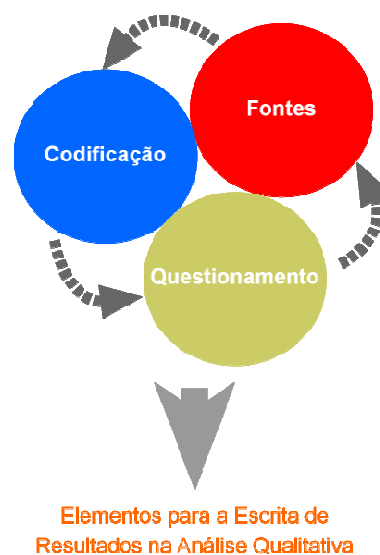 Fontes
Codificação
Questionamento
Elementos para a Escrita de
Resultados na Análise Qualitativa